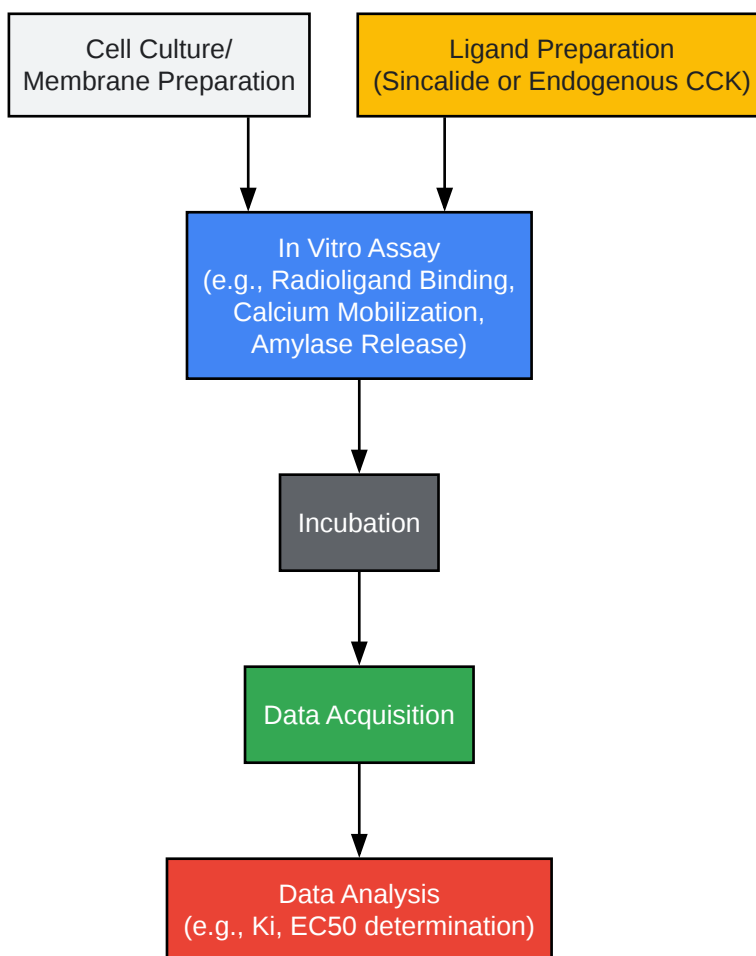 Cell Culture/
Membrane Preparation
Ligand Preparation
(Sincalide or Endogenous CCK)
In Vitro Assay
(e.g., Radioligand Binding,
Calcium Mobilization,
Amylase Release)
Incubation
Data Acquisition
Data Analysis
(e.g., Ki, EC50 determination)